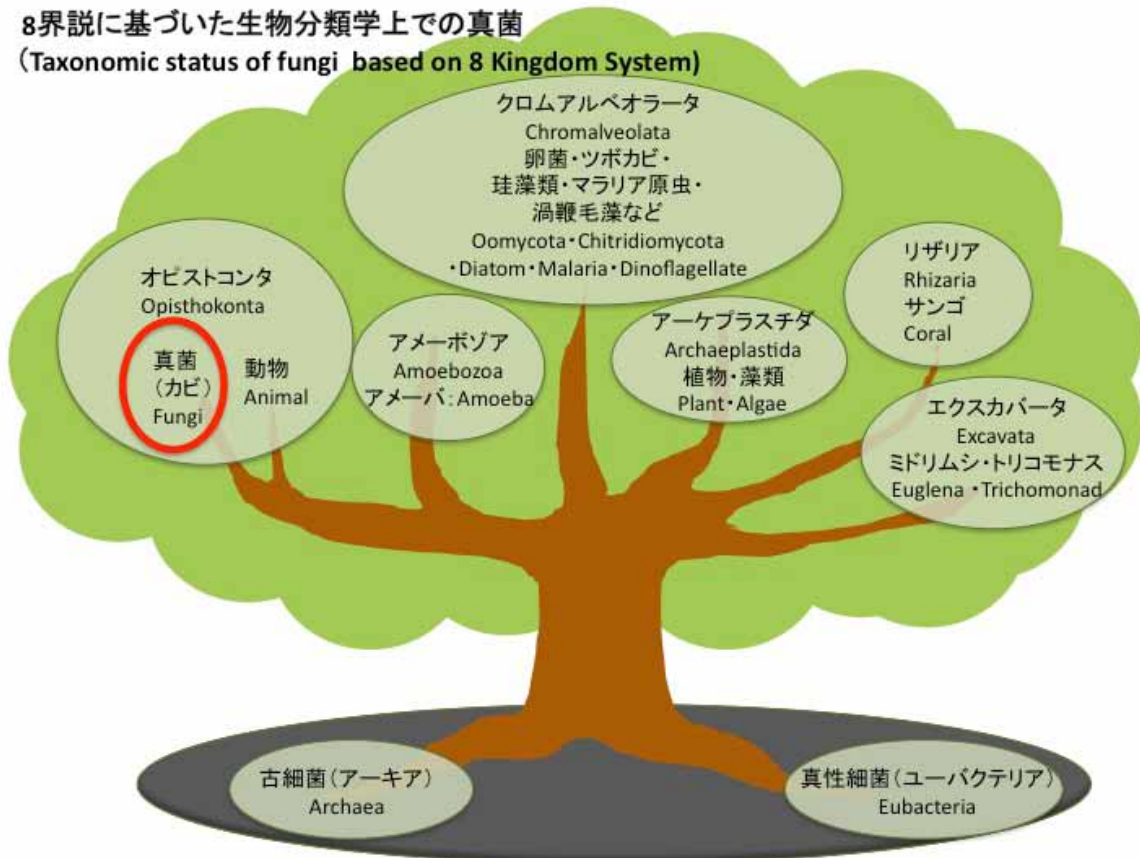 8界説に基づいた生物分類学上での真菌
（Taxonomic status of fungi based on 8 Kingdom System)
クロムアルベオラータ
Chromalveolata
卵菌・ツボカビ・
珪藻類・マラリア原虫・
渦鞭毛藻など
Oomycota・Chitridiomycota
・Diatom・Malaria・Dinoflagellate
オピストコンタ
Opisthokonta
真菌
（カビ）
Fungi
動物
Animal
アメーボゾア
Amoebozoa
アメーバ：Amoeba
アーケプラスチダ
Archaeplastida
植物・藻類
Plant・Algae
リザリア
Rhizaria
サンゴ
Coral
エクスカバータ
Excavata
ミドリムシ・トリコモナス
Euglena ・Trichomonad
古細菌（アーキア）
Archaea
真性細菌（ユーバクテリア）
Eubacteria